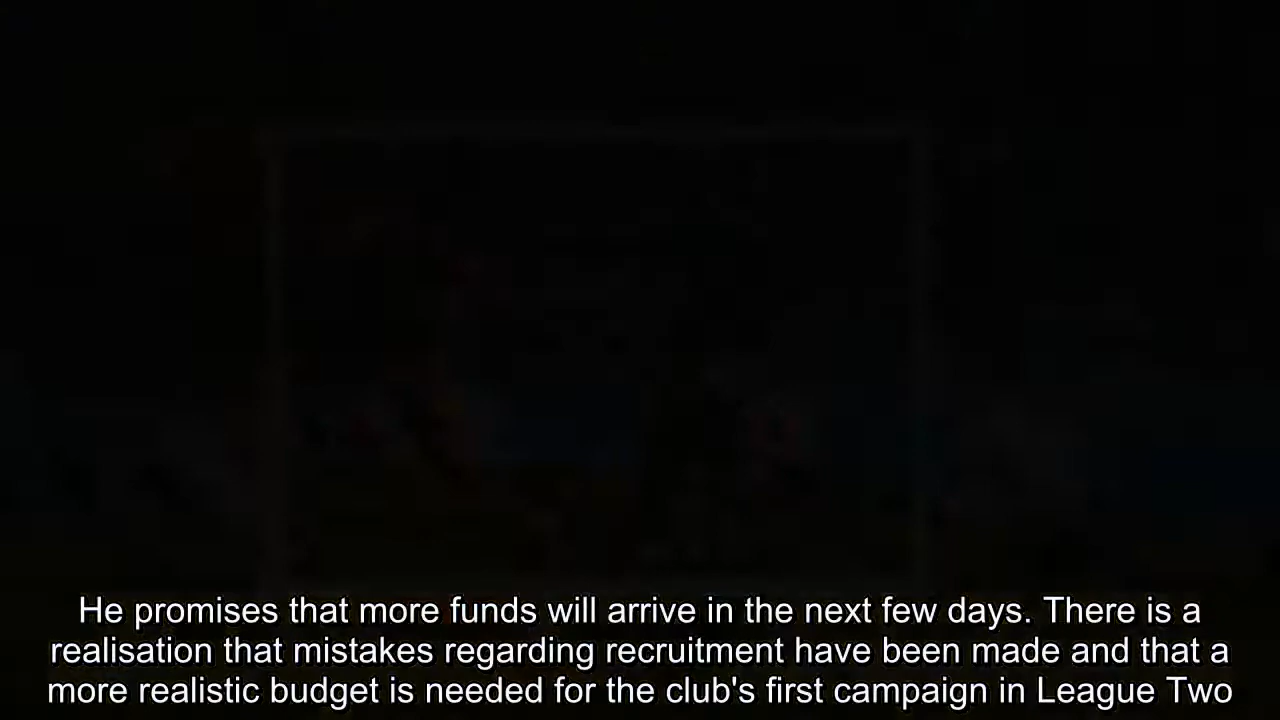 He promises that more funds will arrive in the next few days. There is a
realisation that mistakes regarding recruitment have been made and that a
more realistic budget is needed for the club's first campaign in League Two